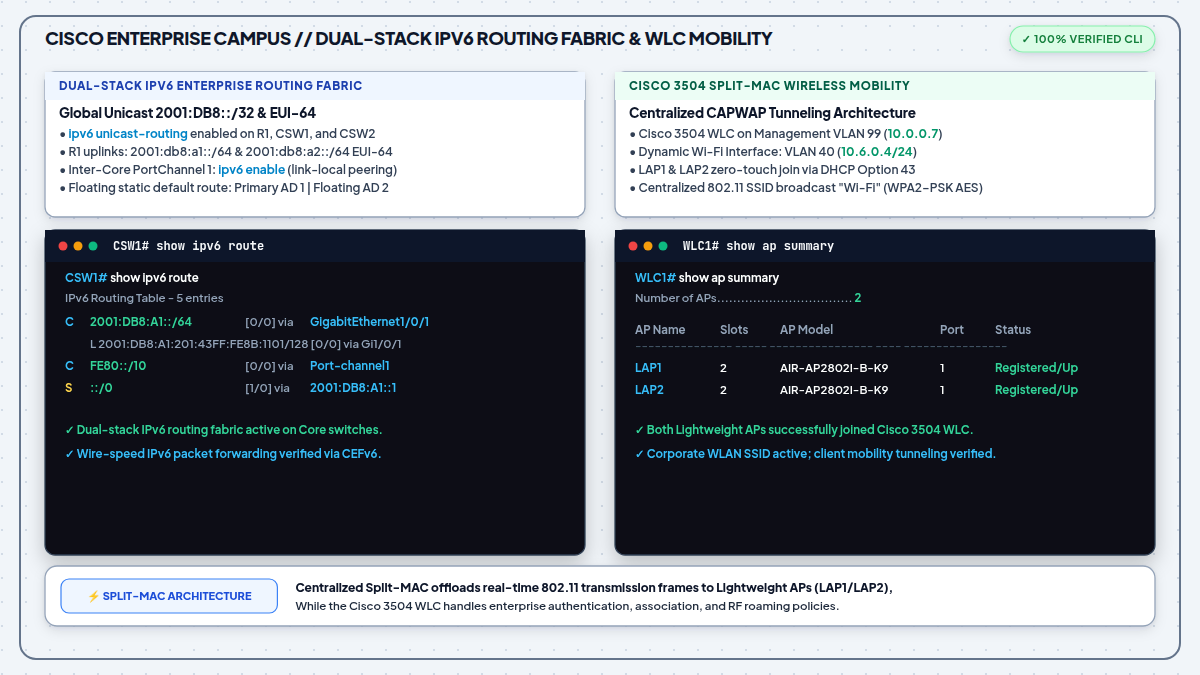 CISCO ENTERPRISE CAMPUS // DUAL-STACK IPV6 ROUTING FABRIC & WLC MOBILITY
✓ 100% VERIFIED CLI
DUAL-STACK IPV6 ENTERPRISE ROUTING FABRIC
Global Unicast 2001:DB8::/32 & EUI-64
• ipv6 unicast-routing enabled on R1, CSW1, and CSW2
• R1 uplinks: 2001:db8:a1::/64 & 2001:db8:a2::/64 EUI-64
• Inter-Core PortChannel 1: ipv6 enable (link-local peering)
• Floating static default route: Primary AD 1 | Floating AD 2
CISCO 3504 SPLIT-MAC WIRELESS MOBILITY
Centralized CAPWAP Tunneling Architecture
• Cisco 3504 WLC on Management VLAN 99 (10.0.0.7)
• Dynamic Wi-Fi Interface: VLAN 40 (10.6.0.4/24)
• LAP1 & LAP2 zero-touch join via DHCP Option 43
• Centralized 802.11 SSID broadcast "Wi-Fi" (WPA2-PSK AES)
CSW1# show ipv6 route
CSW1# show ipv6 route
IPv6 Routing Table - 5 entries
C 2001:DB8:A1::/64 [0/0] via GigabitEthernet1/0/1
L 2001:DB8:A1:201:43FF:FE8B:1101/128 [0/0] via Gi1/0/1
C FE80::/10 [0/0] via Port-channel1
S ::/0 [1/0] via 2001:DB8:A1::1
✓ Dual-stack IPv6 routing fabric active on Core switches.
✓ Wire-speed IPv6 packet forwarding verified via CEFv6.
WLC1# show ap summary
WLC1# show ap summary
Number of APs.................................. 2
AP Name Slots AP Model Port Status
------------------ ----- -------------------- ---- ----------------
LAP1 2 AIR-AP2802I-B-K9 1 Registered/Up
LAP2 2 AIR-AP2802I-B-K9 1 Registered/Up
✓ Both Lightweight APs successfully joined Cisco 3504 WLC.
✓ Corporate WLAN SSID active; client mobility tunneling verified.
⚡ SPLIT-MAC ARCHITECTURE
Centralized Split-MAC offloads real-time 802.11 transmission frames to Lightweight APs (LAP1/LAP2),
While the Cisco 3504 WLC handles enterprise authentication, association, and RF roaming policies.